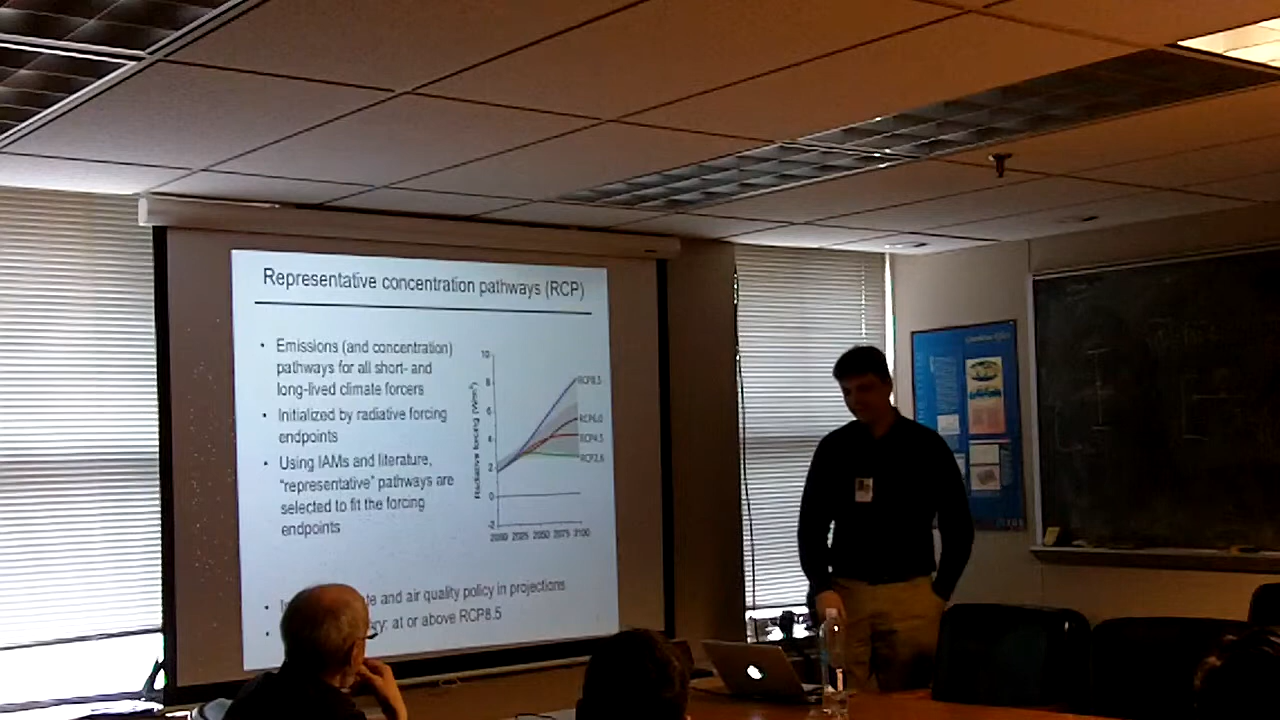 Representative concentration pathways (RCP)
• Emissions (and concentration)
pathways for all short- and
long-lived climate forcers
• Initialized by radiative forcing
endpoints
• Using IAMs and literature,
"representative" pathways are
selected to fit the forcing
endpoints
Radiative forcing (W/m²)
10
8
6
4
2
0
-2
2000 2025 2050 2075 2100
RCP8.5
RCP6.0
RCP4.5
RCP2.6
• and air quality policy in projections
• at or above RCP8.5